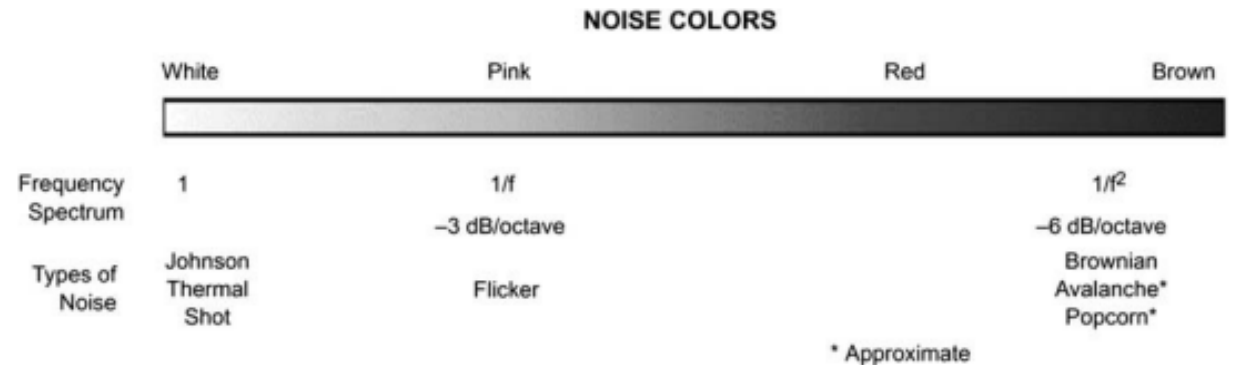 NOISE COLORS
White Pink Red Brown
Frequency Spectrum 1 1/f 1/f²
–3 dB/octave –6 dB/octave
Types of Noise
Johnson
Thermal
Shot
Flicker
Brownian
Avalanche*
Popcorn*
* Approximate